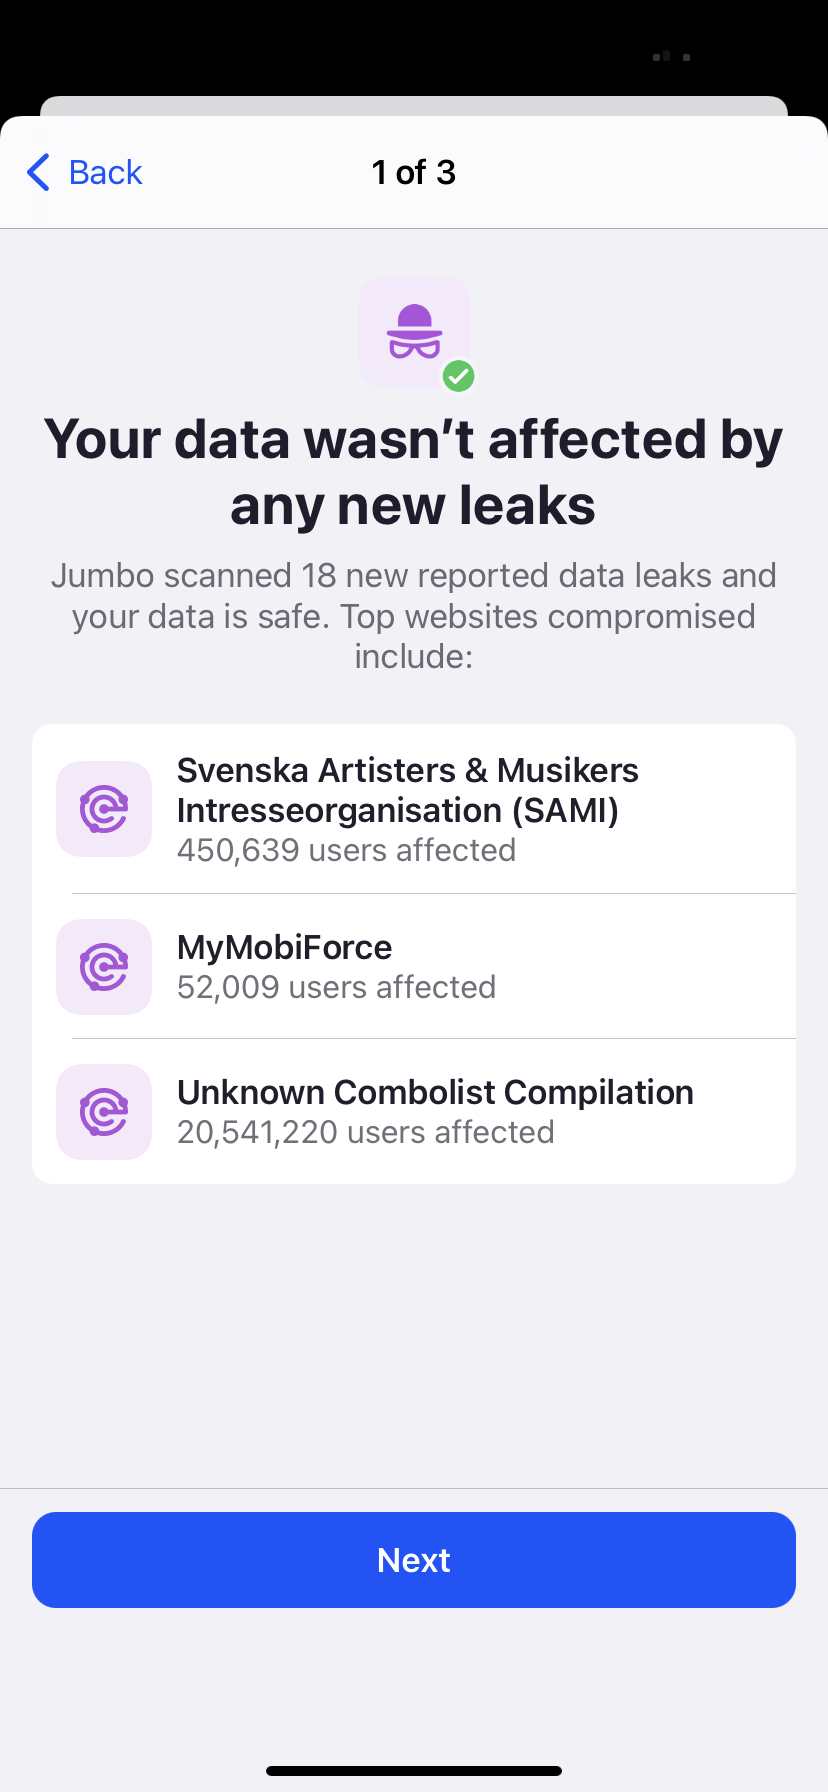 Back
1 of 3
Your data wasn’t affected by
any new leaks
Jumbo scanned 18 new reported data leaks and
your data is safe. Top websites compromised
include:
Svenska Artisters & Musikers
Intresseorganisation (SAMI)
450,639 users affected
MyMobiForce
52,009 users affected
Unknown Combolist Compilation
20,541,220 users affected
Next